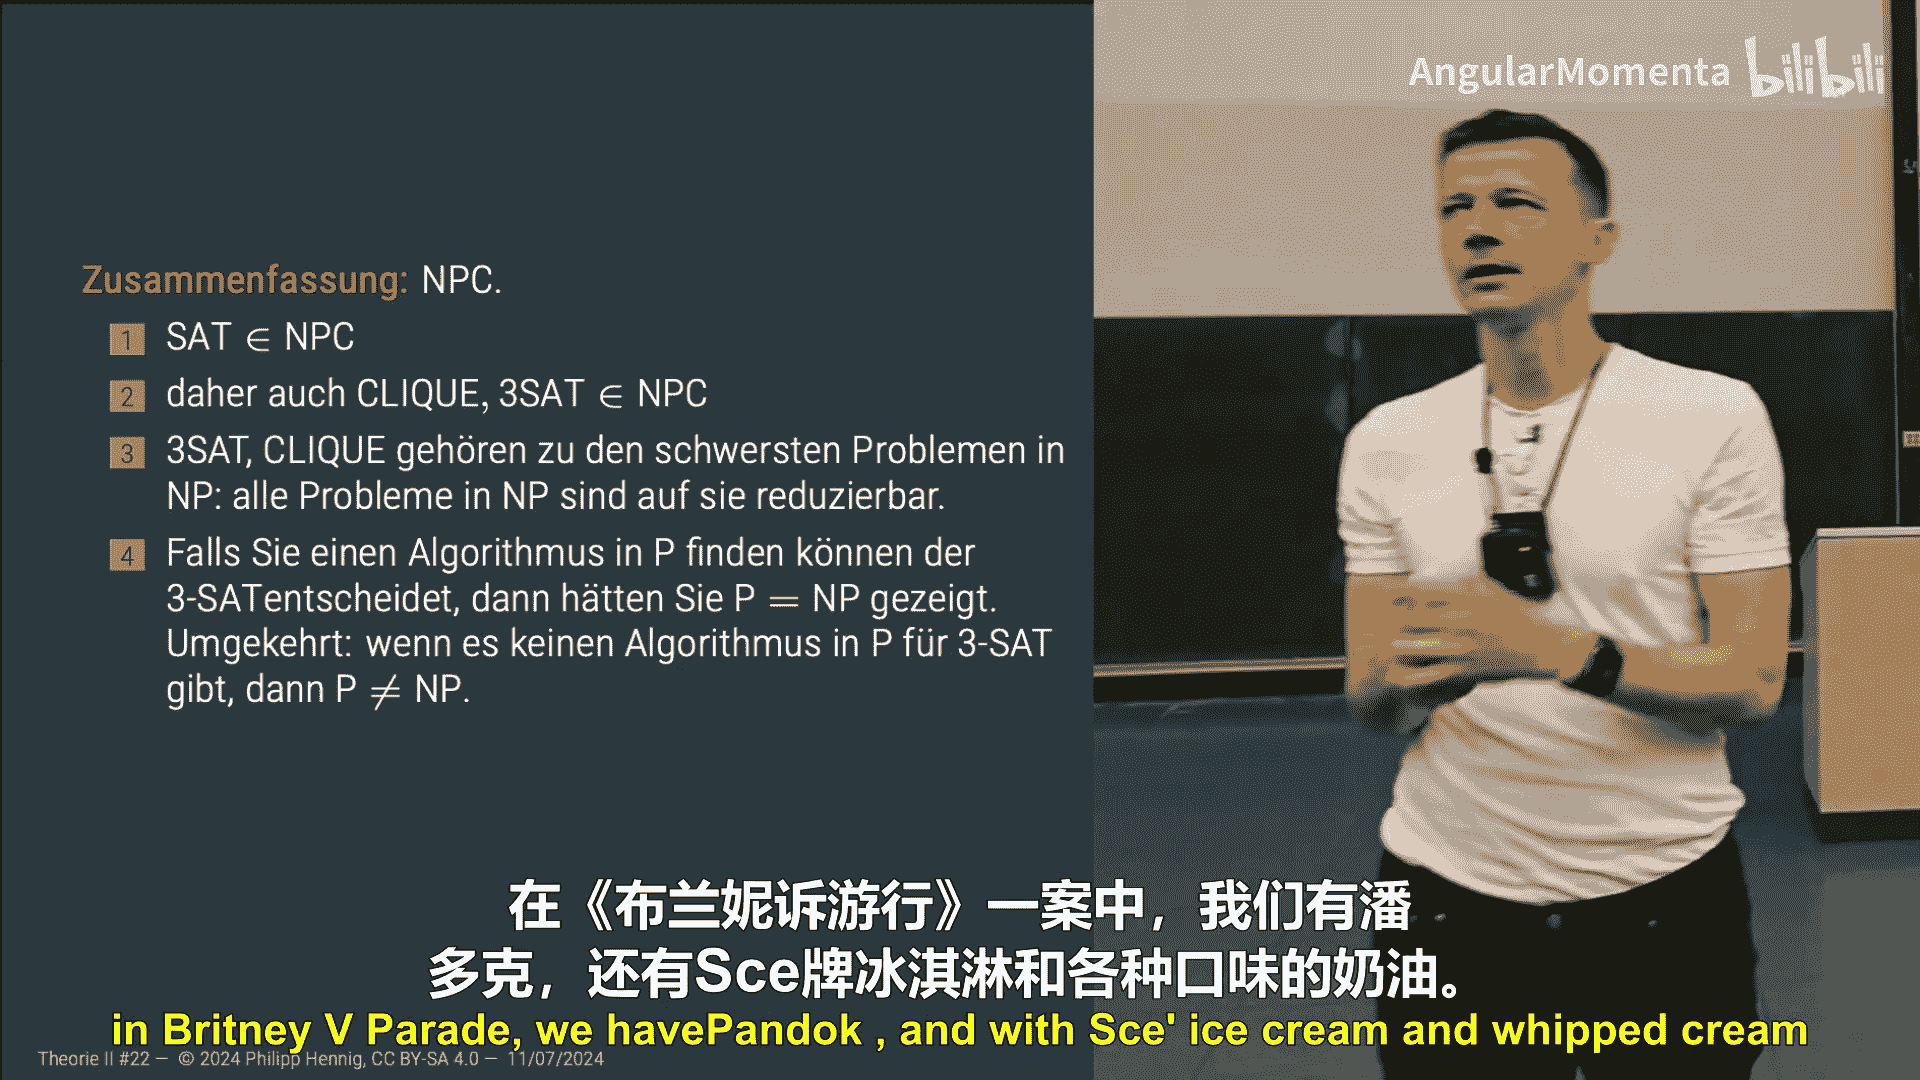 AngularMomenta bilibili
Zusammenfassung: NPC.
1 SAT ∈ NPC
2 daher auch CLIQUE, 3SAT ∈ NPC
3 3SAT, CLIQUE gehören zu den schwersten Problemen in
NP: alle Probleme in NP sind auf sie reduzierbar.
4 Falls Sie einen Algorithmus in P finden können der
3-SATentscheidet, dann hätten Sie P = NP gezeigt.
Umgekehrt: wenn es keinen Algorithmus in P für 3-SAT
gibt, dann P ≠ NP.
在《布兰妮诉游行》一案中，我们有潘
多克，还有Sce牌冰淇淋和各种口味的奶油。
in Britney V Parade, we havePandok , and with Sce' ice cream and whipped cream
Theorie II #22 — © 2024 Philipp Hennig, CC BY-SA 4.0 — 11/07/2024